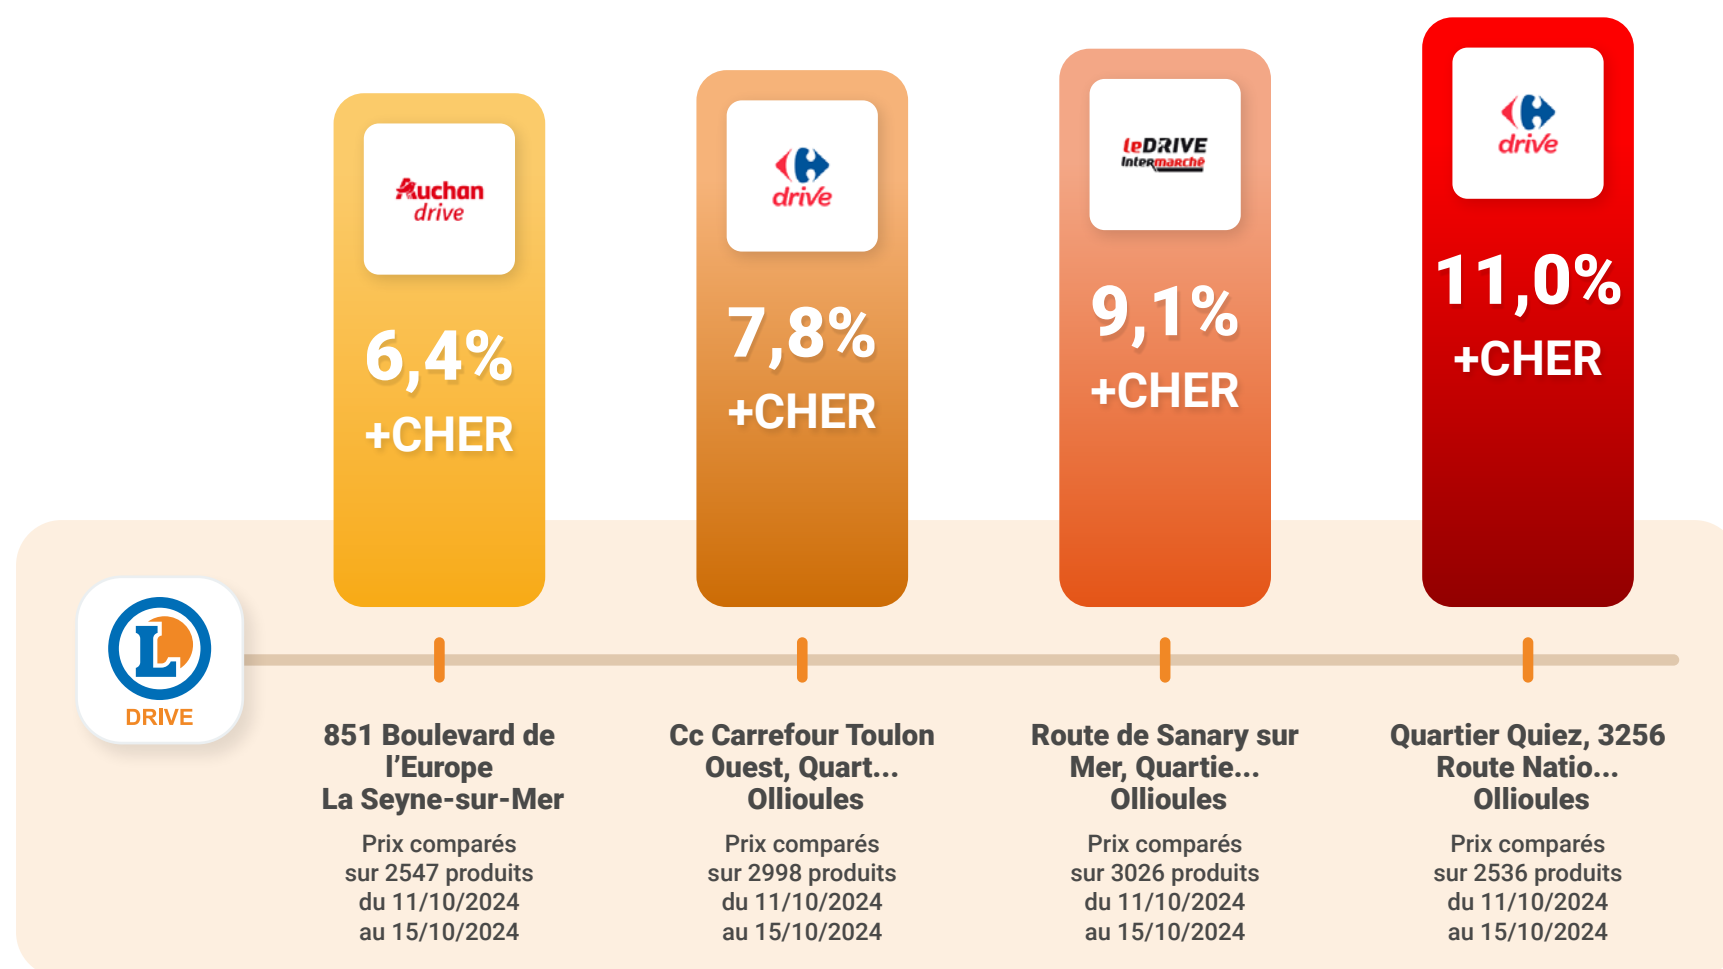 Auchan
drive
6,4%
+CHER
drive
7,8%
+CHER
leDRIVE
Intermarché
9,1%
+CHER
drive
11,0%
+CHER
L
DRIVE
851 Boulevard de
l’Europe
La Seyne-sur-Mer
Prix comparés
sur 2547 produits
du 11/10/2024
au 15/10/2024
Cc Carrefour Toulon
Ouest, Quart...
Ollioules
Prix comparés
sur 2998 produits
du 11/10/2024
au 15/10/2024
Route de Sanary sur
Mer, Quartie...
Ollioules
Prix comparés
sur 3026 produits
du 11/10/2024
au 15/10/2024
Quartier Quiez, 3256
Route Natio...
Ollioules
Prix comparés
sur 2536 produits
du 11/10/2024
au 15/10/2024